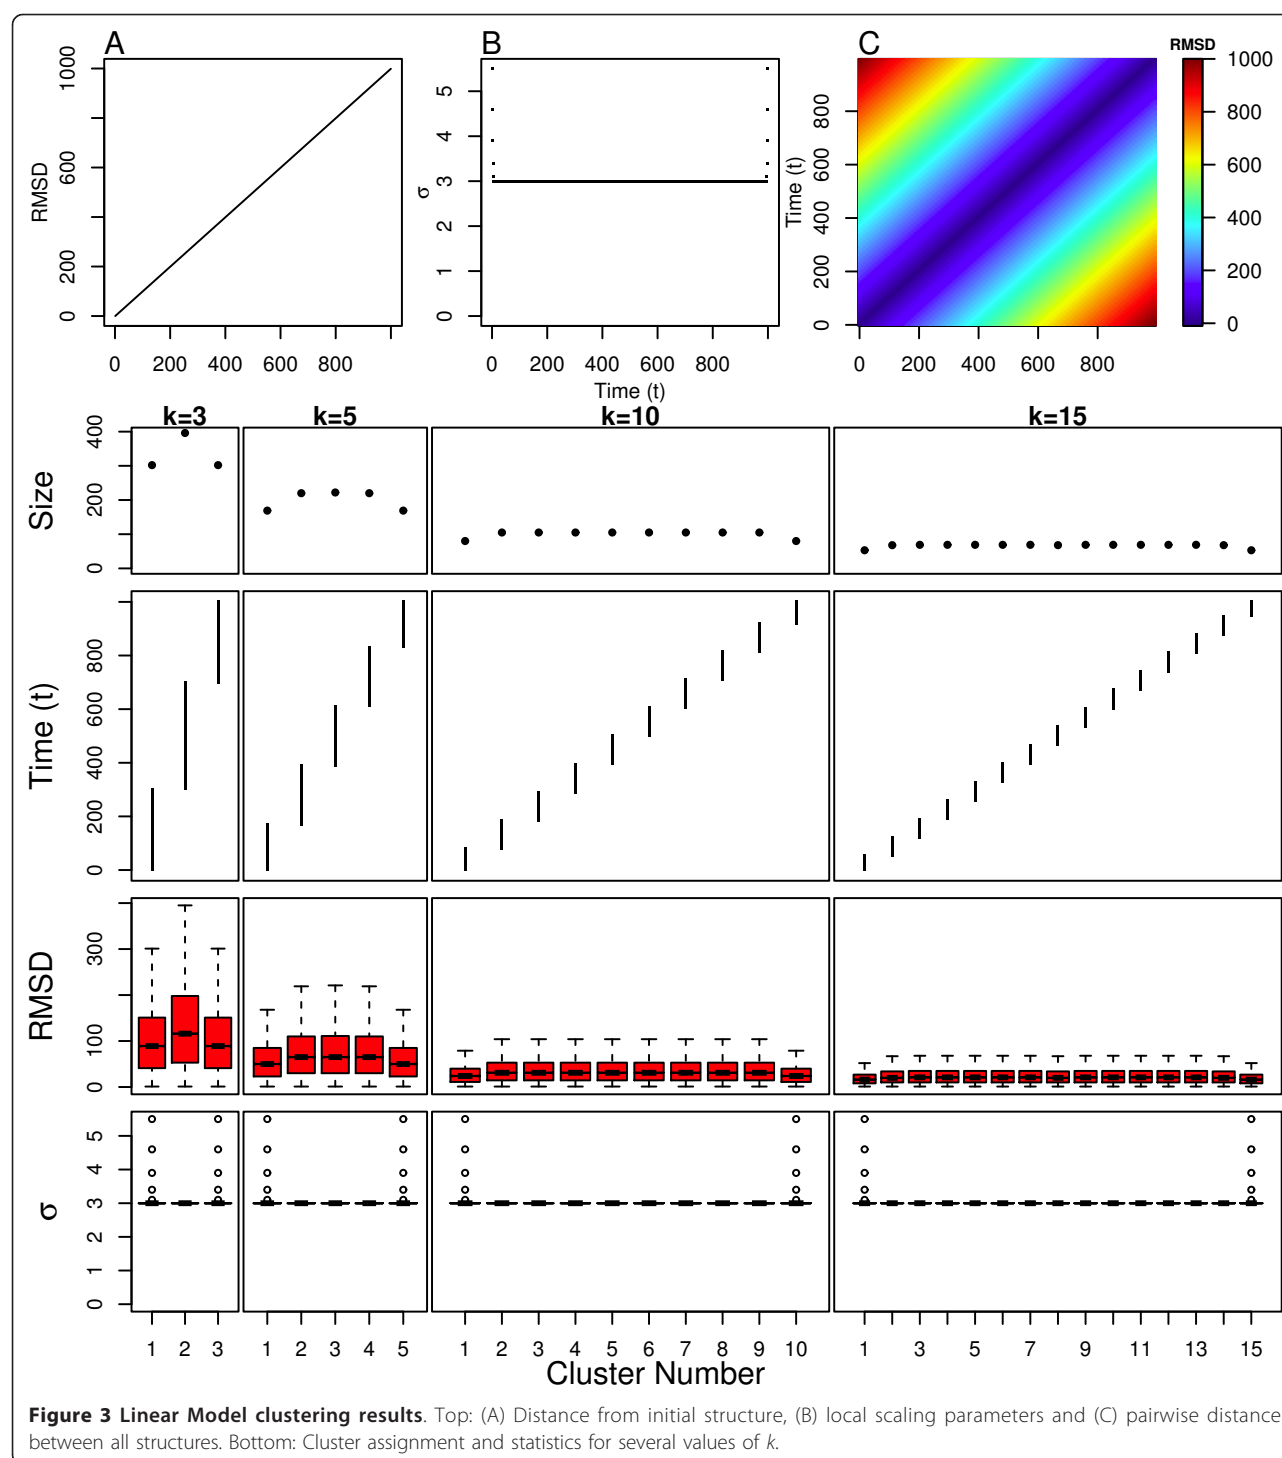 A
B
C
RMSD
1000
600
200
0
RMSD
0 200 400 600 800
5
4
3
2
1
0
σ
0 200 400 600 800
Time (t)
800
600
400
200
0
Time (t)
0 200 400 600 800
1000
800
600
400
200
0
k=3 k=5 k=10 k=15
400
200
0
Size
800
600
400
200
0
Time (t)
300
100
0
RMSD
5
4
3
2
1
0
σ
1 2 3 1 2 3 4 5 1 2 3 4 5 6 7 8 9 10 1 3 5 7 9 11 13 15
Cluster Number
Figure 3 Linear Model clustering results. Top: (A) Distance from initial structure, (B) local scaling parameters and (C) pairwise distance
between all structures. Bottom: Cluster assignment and statistics for several values of k.